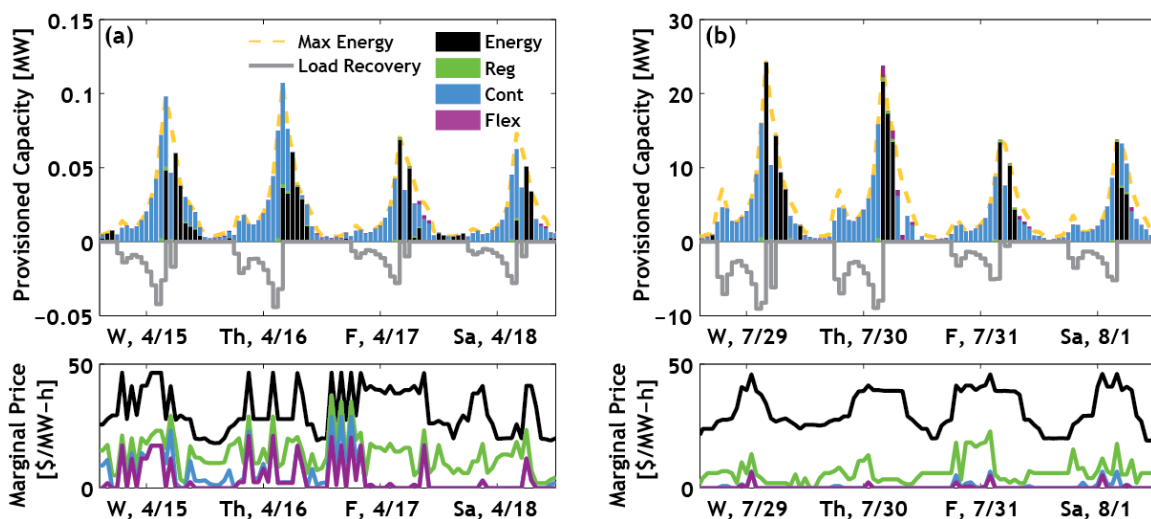 0.15
(a)
Max Energy
Load Recovery
Energy
Reg
Cont
Flex
0.1
0.05
0
−0.05
Provisioned Capacity [MW]
W, 4/15
Th, 4/16
F, 4/17
Sa, 4/18
50
0
Marginal Price
[$/MW−h]
W, 4/15
Th, 4/16
F, 4/17
Sa, 4/18
30
(b)
20
10
0
−10
Provisioned Capacity [MW]
W, 7/29
Th, 7/30
F, 7/31
Sa, 8/1
50
0
Marginal Price
[$/MW−h]
W, 7/29
Th, 7/30
F, 7/31
Sa, 8/1